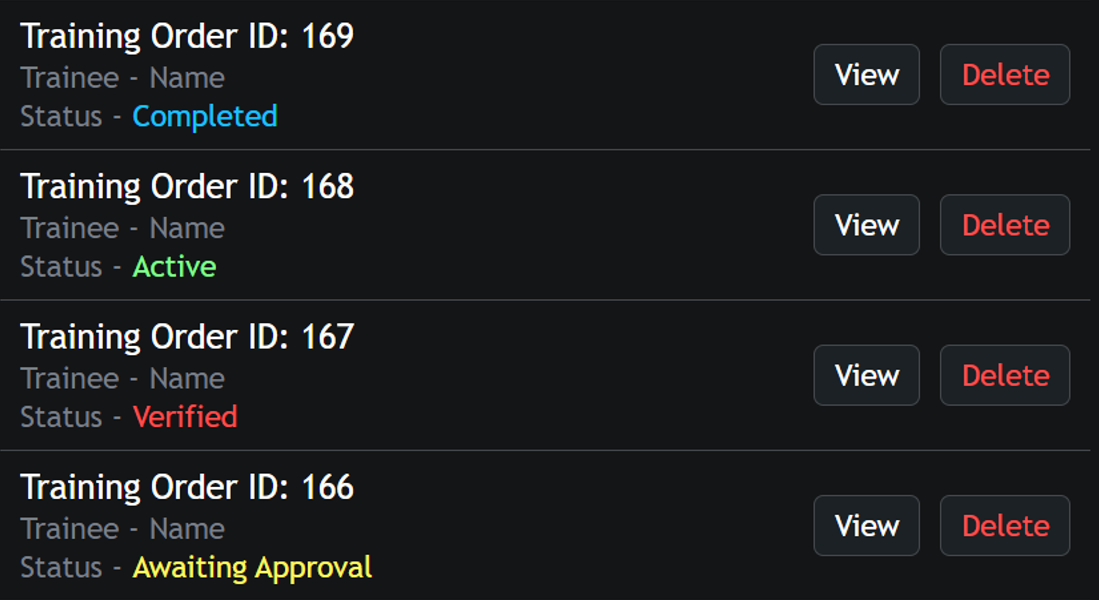 Training Order ID: 169
Trainee - Name
Status - Completed
View
Delete
Training Order ID: 168
Trainee - Name
Status - Active
View
Delete
Training Order ID: 167
Trainee - Name
Status - Verified
View
Delete
Training Order ID: 166
Trainee - Name
Status - Awaiting Approval
View
Delete